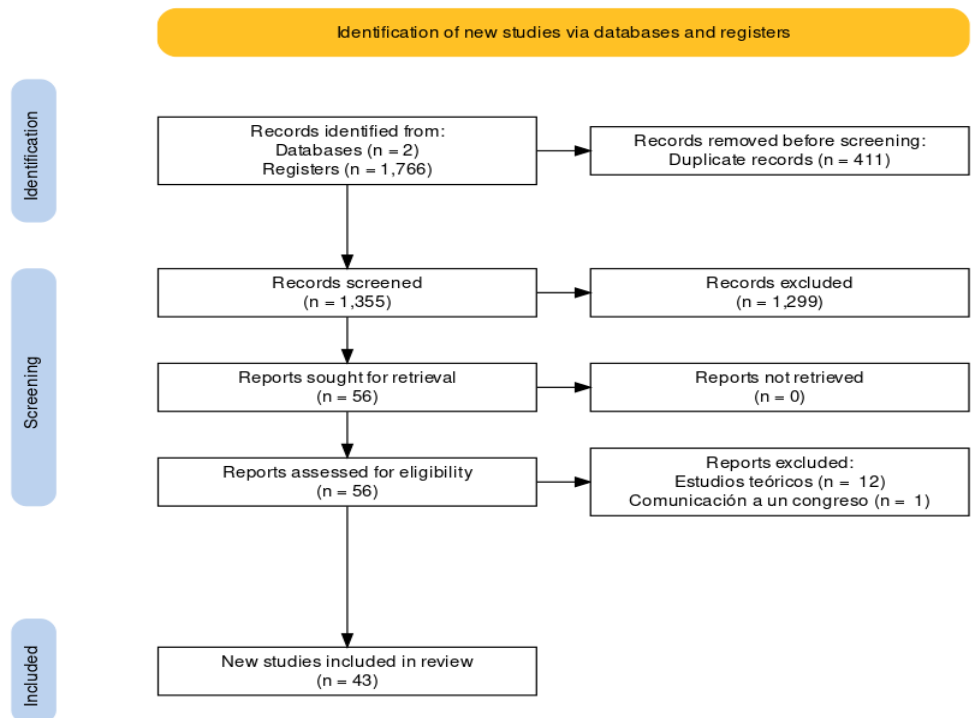 Identification of new studies via databases and registers
Identification
Records identified from:
Databases (n = 2)
Registers (n = 1,766)
Records removed before screening:
Duplicate records (n = 411)
Screening
Records screened
(n = 1,355)
Records excluded
(n = 1,299)
Reports sought for retrieval
(n = 56)
Reports not retrieved
(n = 0)
Reports assessed for eligibility
(n = 56)
Reports excluded:
Estudios teóricos (n =  12)
Comunicación a un congreso (n =  1)
Included
New studies included in review
(n = 43)